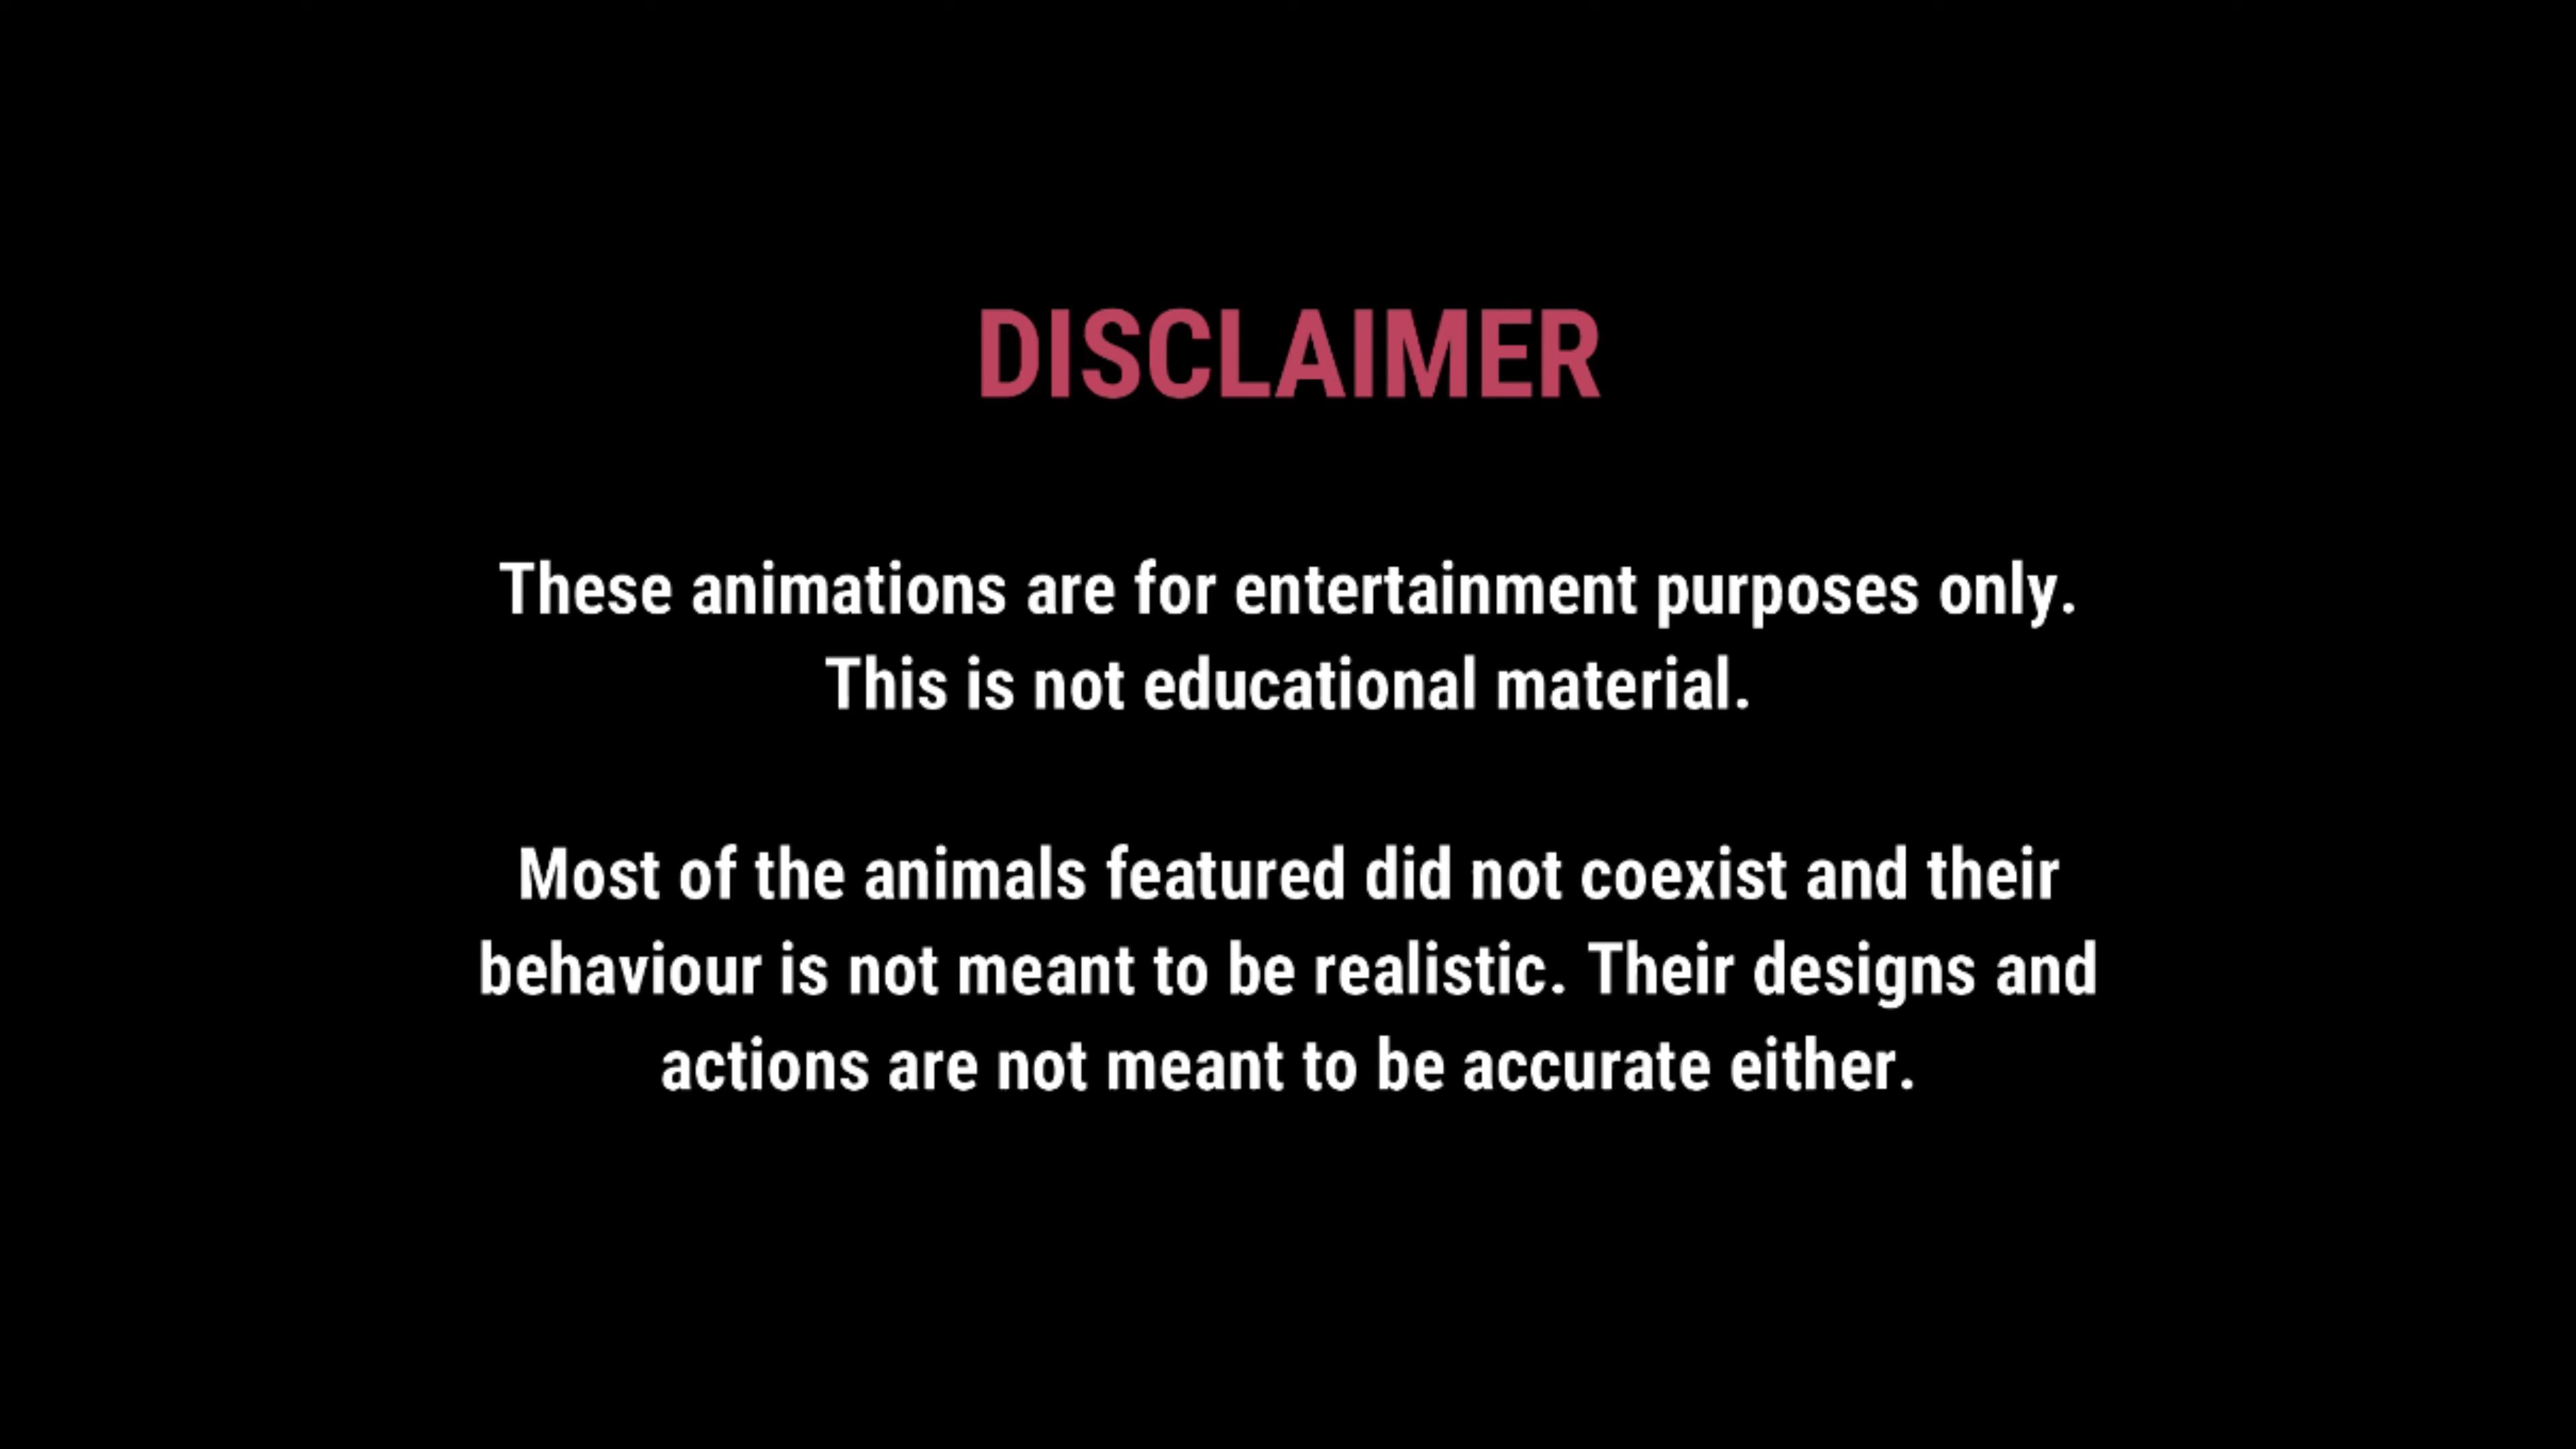 DISCLAIMER
These animations are for entertainment purposes only.
This is not educational material.
Most of the animals featured did not coexist and their
behaviour is not meant to be realistic. Their designs and
actions are not meant to be accurate either.